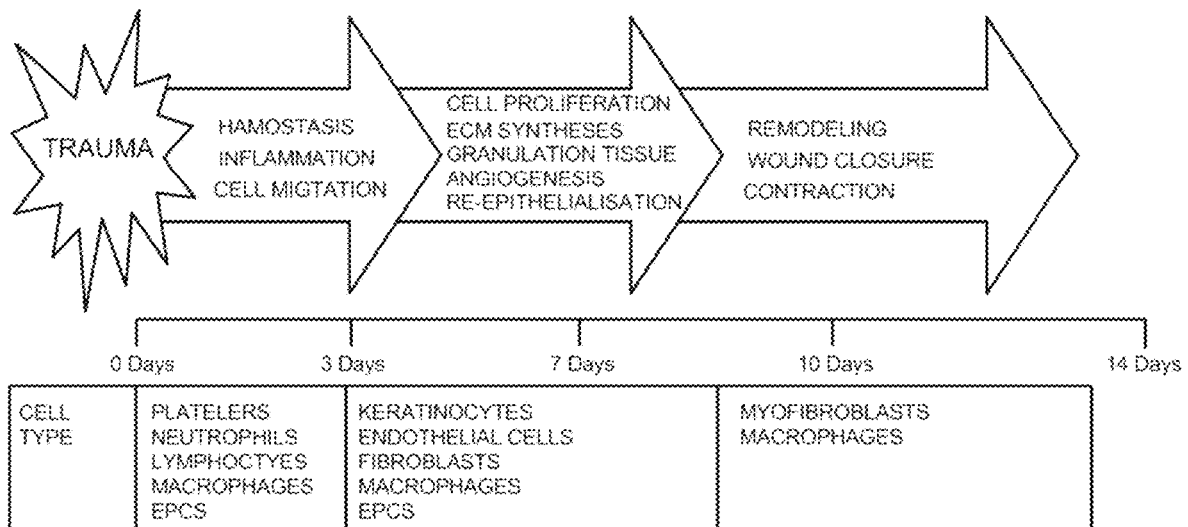 TRAUMA
HAMOSTASIS
INFLAMMATION
CELL MIGTATION
CELL PROLIFERATION
ECM SYNTHESES
GRANULATION TISSUE
ANGIOGENESIS
RE-EPITHELIALISATION
REMODELING
WOUND CLOSURE
CONTRACTION
0 Days
3 Days
7 Days
10 Days
14 Days
CELL
TYPE
PLATELERS
NEUTROPHILS
LYMPHOCTYES
MACROPHAGES
EPCS
KERATINOCYTES
ENDOTHELIAL CELLS
FIBROBLASTS
MACROPHAGES
EPCS
MYOFIBROBLASTS
MACROPHAGES